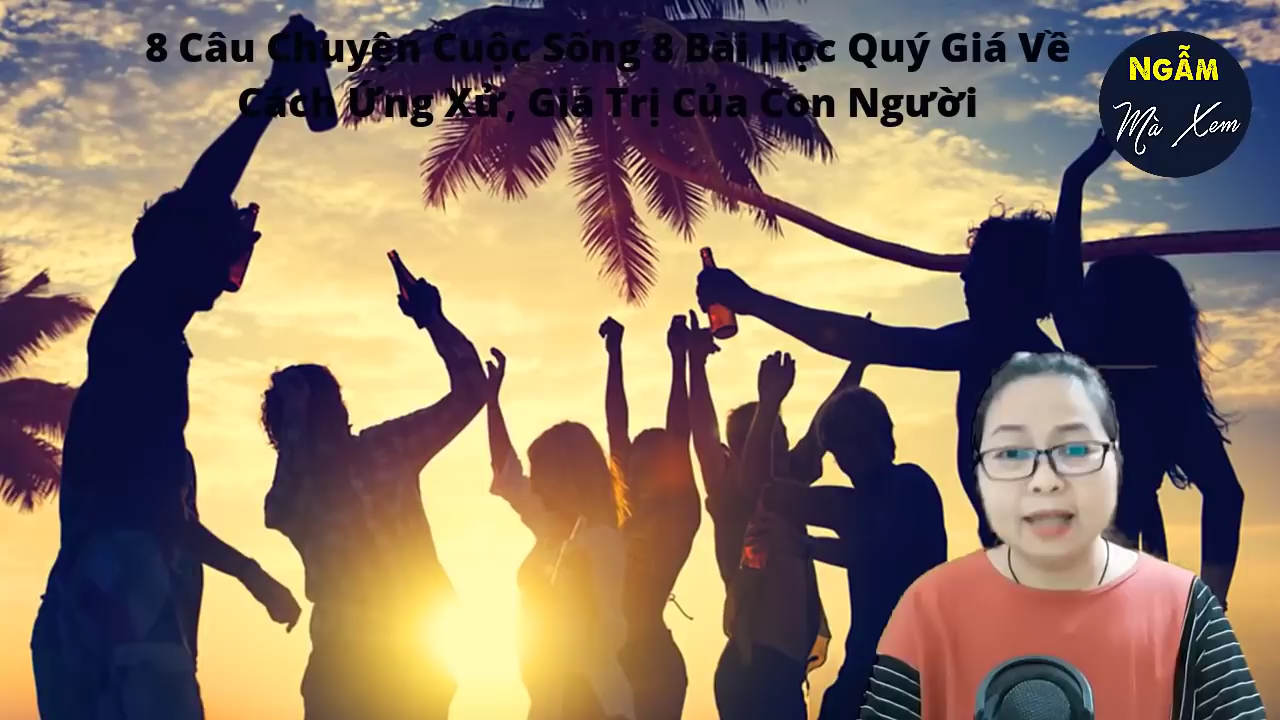 8 Câu Chuyện Cuộc Sống 8 Bài Học Quý Giá Về
Cách Ứng Xử, Giá Trị Của Con Người
NGẪM
Mà Xem